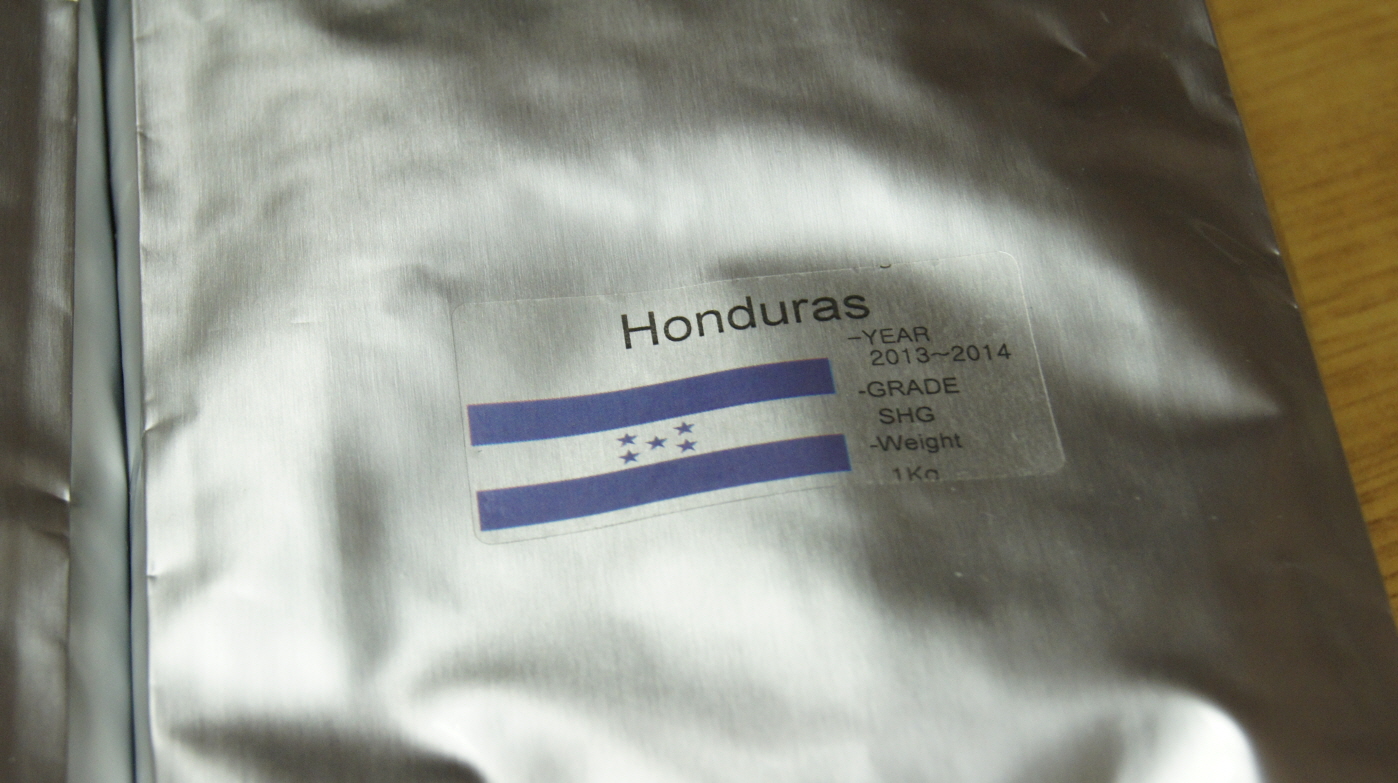 Honduras
-YEAR
2013~2014
-GRADE
SHG
-Weight
1Kg